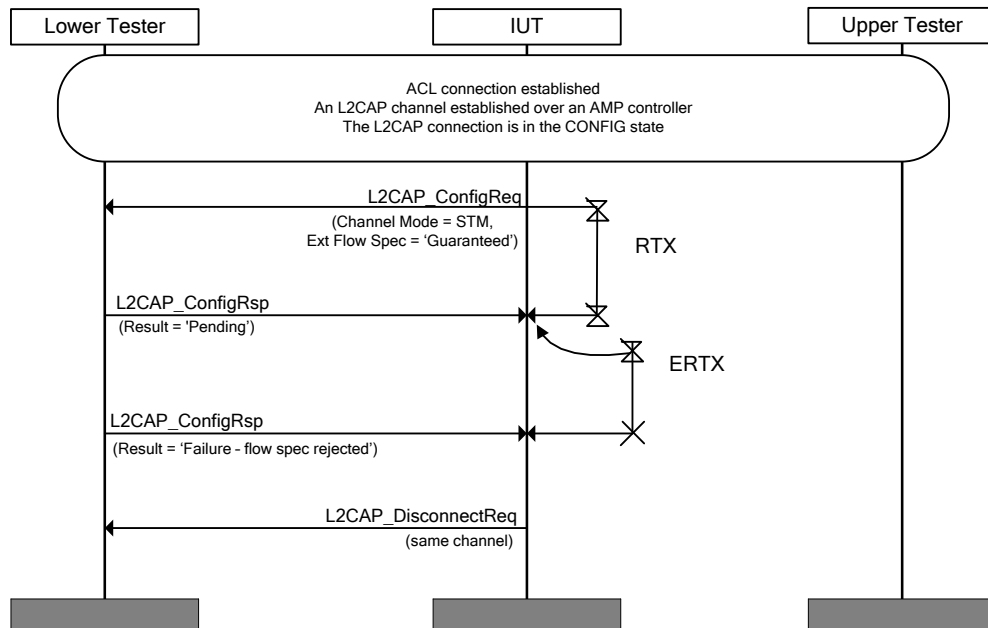 Lower Tester
IUT
Upper Tester
ACL connection established
An L2CAP channel established over an AMP controller
The L2CAP connection is in the CONFIG state
L2CAP_ConfigReq
(Channel Mode = STM,
Ext Flow Spec = ‘Guaranteed’)
RTX
L2CAP_ConfigRsp
(Result = 'Pending’)
ERTX
L2CAP_ConfigRsp
(Result = ‘Failure - flow spec rejected’)
L2CAP_DisconnectReq
(same channel)